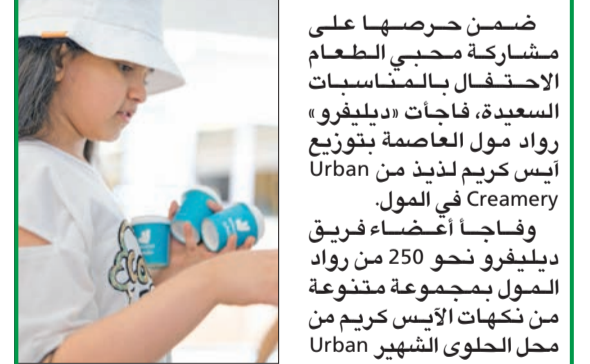 ضمن حرصها على
مشاركة محبي الطعام
الاحتفال بالمناسبات
السعيدة، فاجأت «ديليفرو»
رواد مول العاصمة بتوزيع
آيس كريم لذيذ من Urban
Creamery في المول.
وفاجأ أعضاء فريق
ديليفرو نحو 250 من رواد
المول بمجموعة متنوعة
من نكهات الآيس كريم من
محل الحلوى الشهير Urban